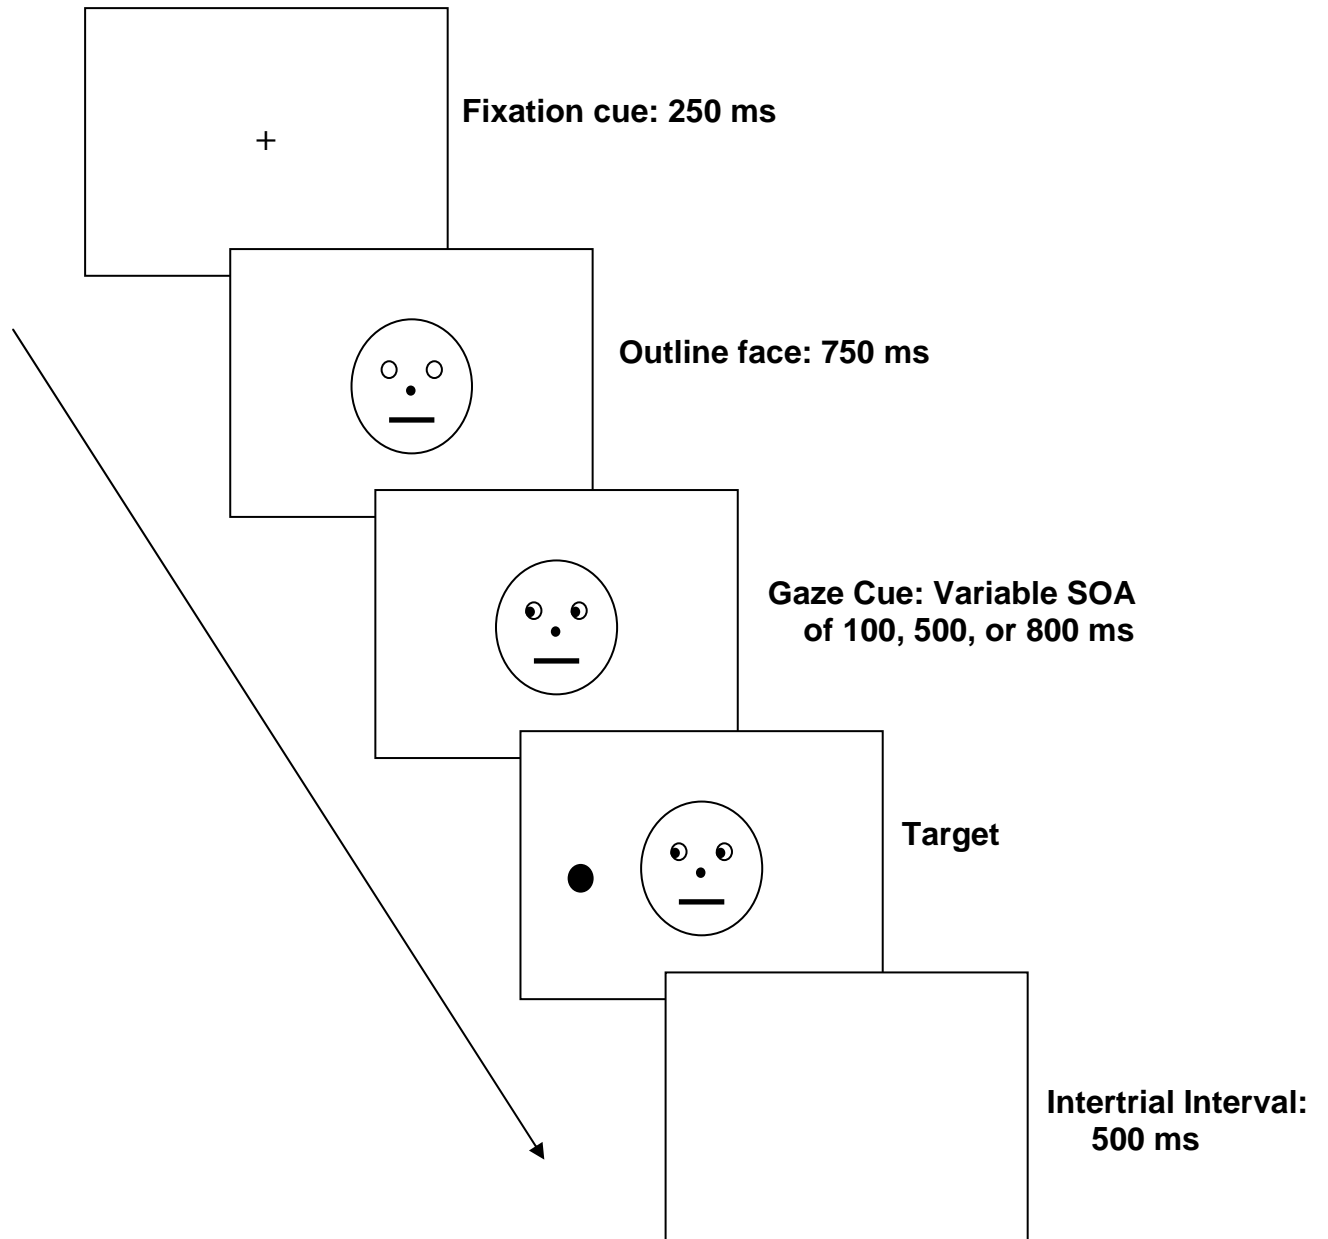 Fixation cue: 250 ms
Outline face: 750 ms
Gaze Cue: Variable SOA
of 100, 500, or 800 ms
Target
Intertrial Interval:
500 ms